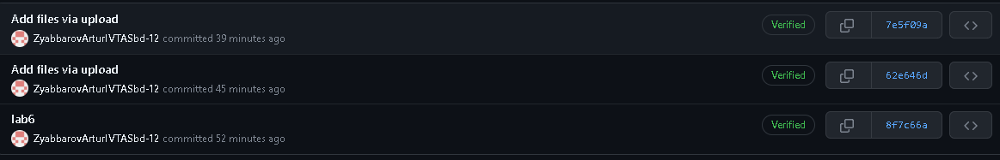 Add files via upload
ZyabbarovArturIVTASbd-12 committed 39 minutes ago
Verified
7e5f09a
Add files via upload
ZyabbarovArturIVTASbd-12 committed 45 minutes ago
Verified
62e646d
lab6
ZyabbarovArturIVTASbd-12 committed 52 minutes ago
Verified
8f7c66a